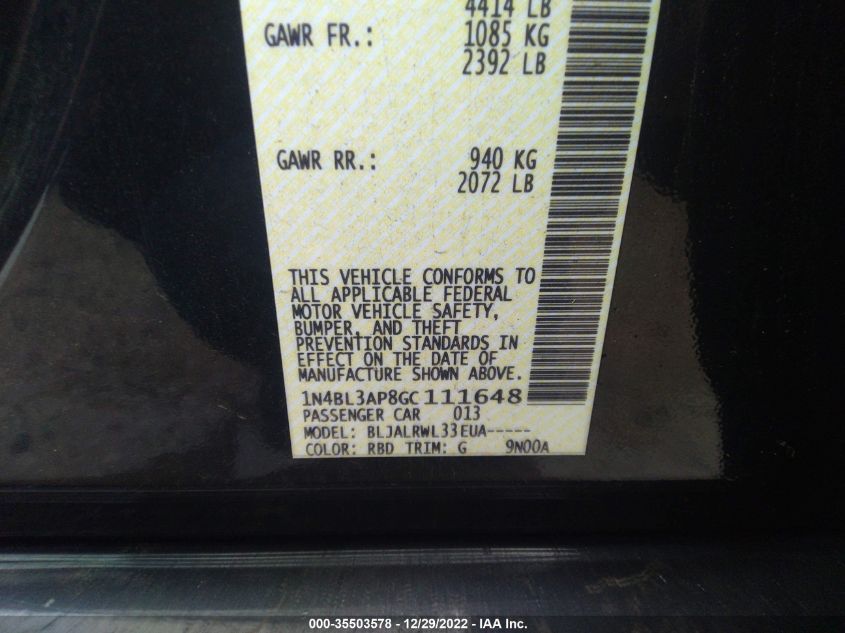 4414 LB
GAWR FR.: 1085 KG
2392 LB
GAWR RR.: 940 KG
2072 LB
THIS VEHICLE CONFORMS TO
ALL APPLICABLE FEDERAL
MOTOR VEHICLE SAFETY,
BUMPER, AND THEFT
PREVENTION STANDARDS IN
EFFECT ON THE DATE OF
MANUFACTURE SHOWN ABOVE.
1N4BL3AP8GC111648
PASSENGER CAR 013
MODEL: BLJALRWL33EUA-----
COLOR: RBD TRIM: G 9N00A
000-35503578 - 12/29/2022 - IAA Inc.